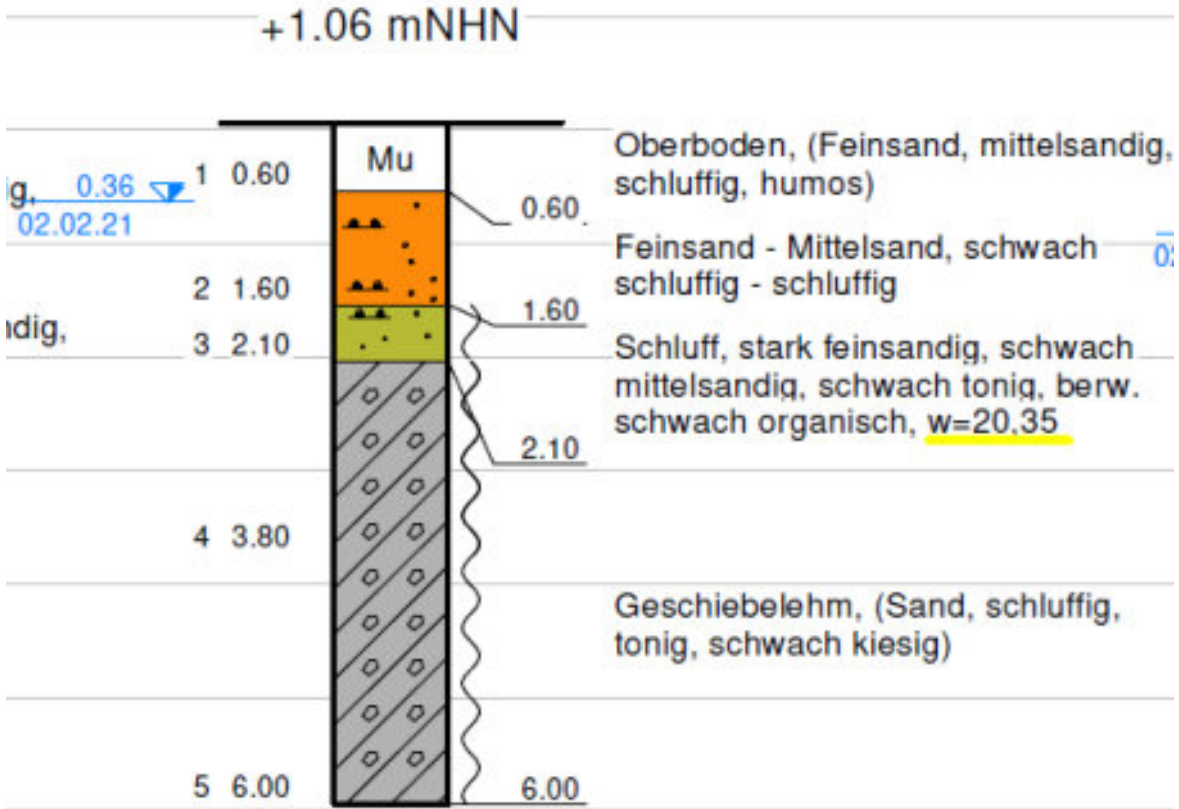 +1.06 mNHN
Mu
1 0.60
0.36
02.02.21
ig,
0.60
Oberboden, (Feinsand, mittelsandig,
schluffig, humos)
2 1.60
1.60
Feinsand - Mittelsand, schwach
schluffig - schluffig
ndig,
3 2.10
2.10
Schluff, stark feinsandig, schwach
mittelsandig, schwach tonig, berw.
schwach organisch, w=20,35
4 3.80
Geschiebelehm, (Sand, schluffig,
tonig, schwach kiesig)
5 6.00
6.00